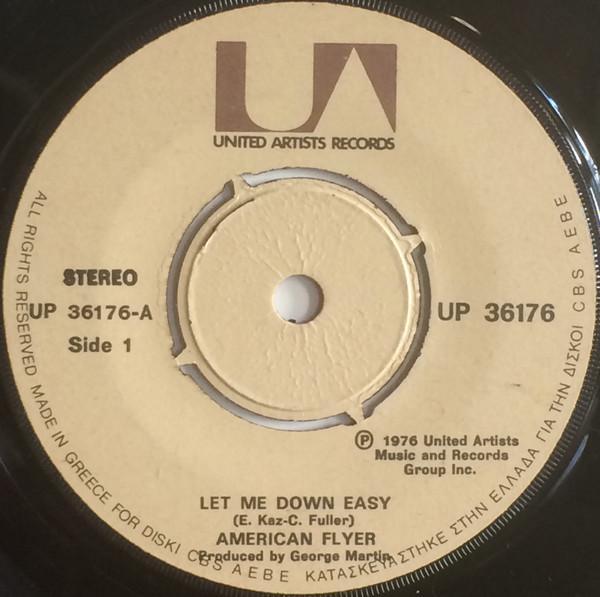 UA
UNITED ARTISTS RECORDS
STEREO
UP 36176-A
Side 1
UP 36176
Ⓟ 1976 United Artists
Music and Records
Group Inc.
LET ME DOWN EASY
(E. Kaz-C. Fuller)
AMERICAN FLYER
Produced by George Martin
ALL RIGHTS RESERVED MADE IN GREECE FOR DISKI CBS AEBE ΚΑΤΑΣΚΕΥΑΣΤΗΚΕ ΣΤΗΝ ΕΛΛΑΔΑ ΓΙΑ ΤΗΝ ΔΙΣΚΟΙ CBS AEBE